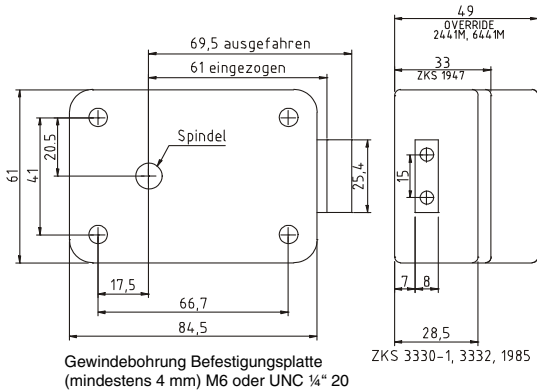 49
OVERRIDE
2441M, 6441M
69,5 ausgefahren
33
ZKS 1947
61 eingezogen
Spindel
61
41
20.5
25,4
15
17,5
7
8
66,7
84,5
28,5
ZKS 3330-1, 3332, 1985
Gewindebohrung Befestigungsplatte
(mindestens 4 mm) M6 oder UNC ¼“ 20